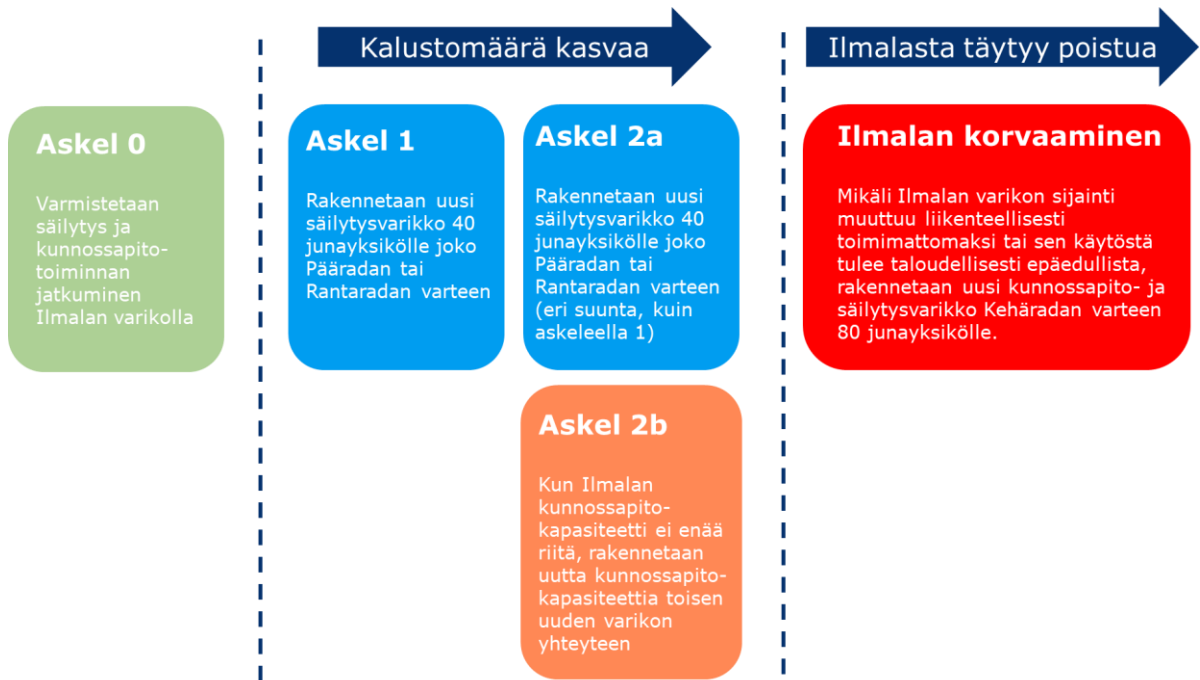 Kalustomäärä kasvaa
Ilmalasta täytyy poistua
Askel 0
Varmistetaan
säilytys ja
kunnossapito-
toiminnan
jatkuminen
Ilmalan varikolla
Askel 1
Rakennetaan uusi
säilytysvarikko 40
junayksikölle joko
Pääradan tai
Rantaradan varteen
Askel 2a
Rakennetaan uusi
säilytysvarikko 40
junayksikölle joko
Pääradan tai
Rantaradan varteen
(eri suunta, kuin
askeleella 1)
Askel 2b
Kun Ilmalan
kunnossapito-
kapasiteetti ei enää
riitä, rakennetaan
uutta kunnossapito-
kapasiteettia toisen
uuden varikon
yhteyteen
Ilmalan korvaaminen
Mikäli Ilmalan varikon sijainti
muuttuu liikenteellisesti
toimimattomaksi tai sen käytöstä
tulee taloudellisesti epäedullista,
rakennetaan uusi kunnossapito- ja
säilytysvarikko Kehäradan varteen
80 junayksikölle.